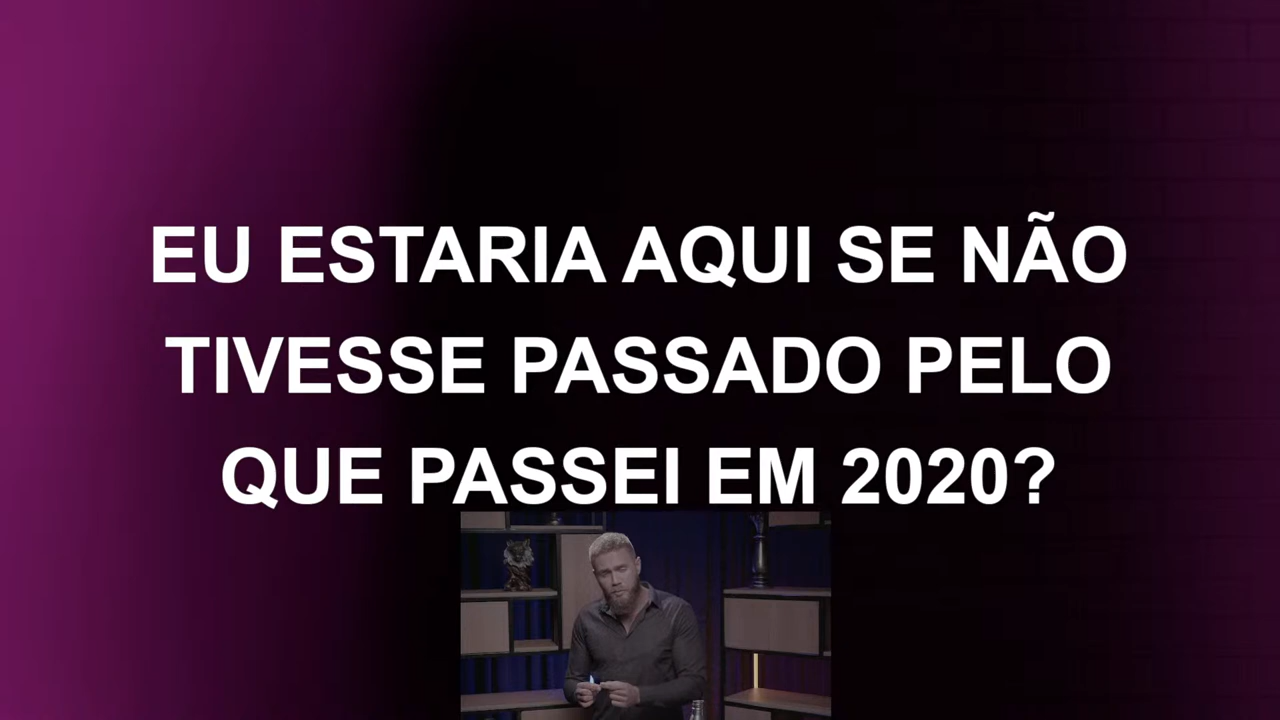 EU ESTARIA AQUI SE NÃO
TIVESSE PASSADO PELO
QUE PASSEI EM 2020?